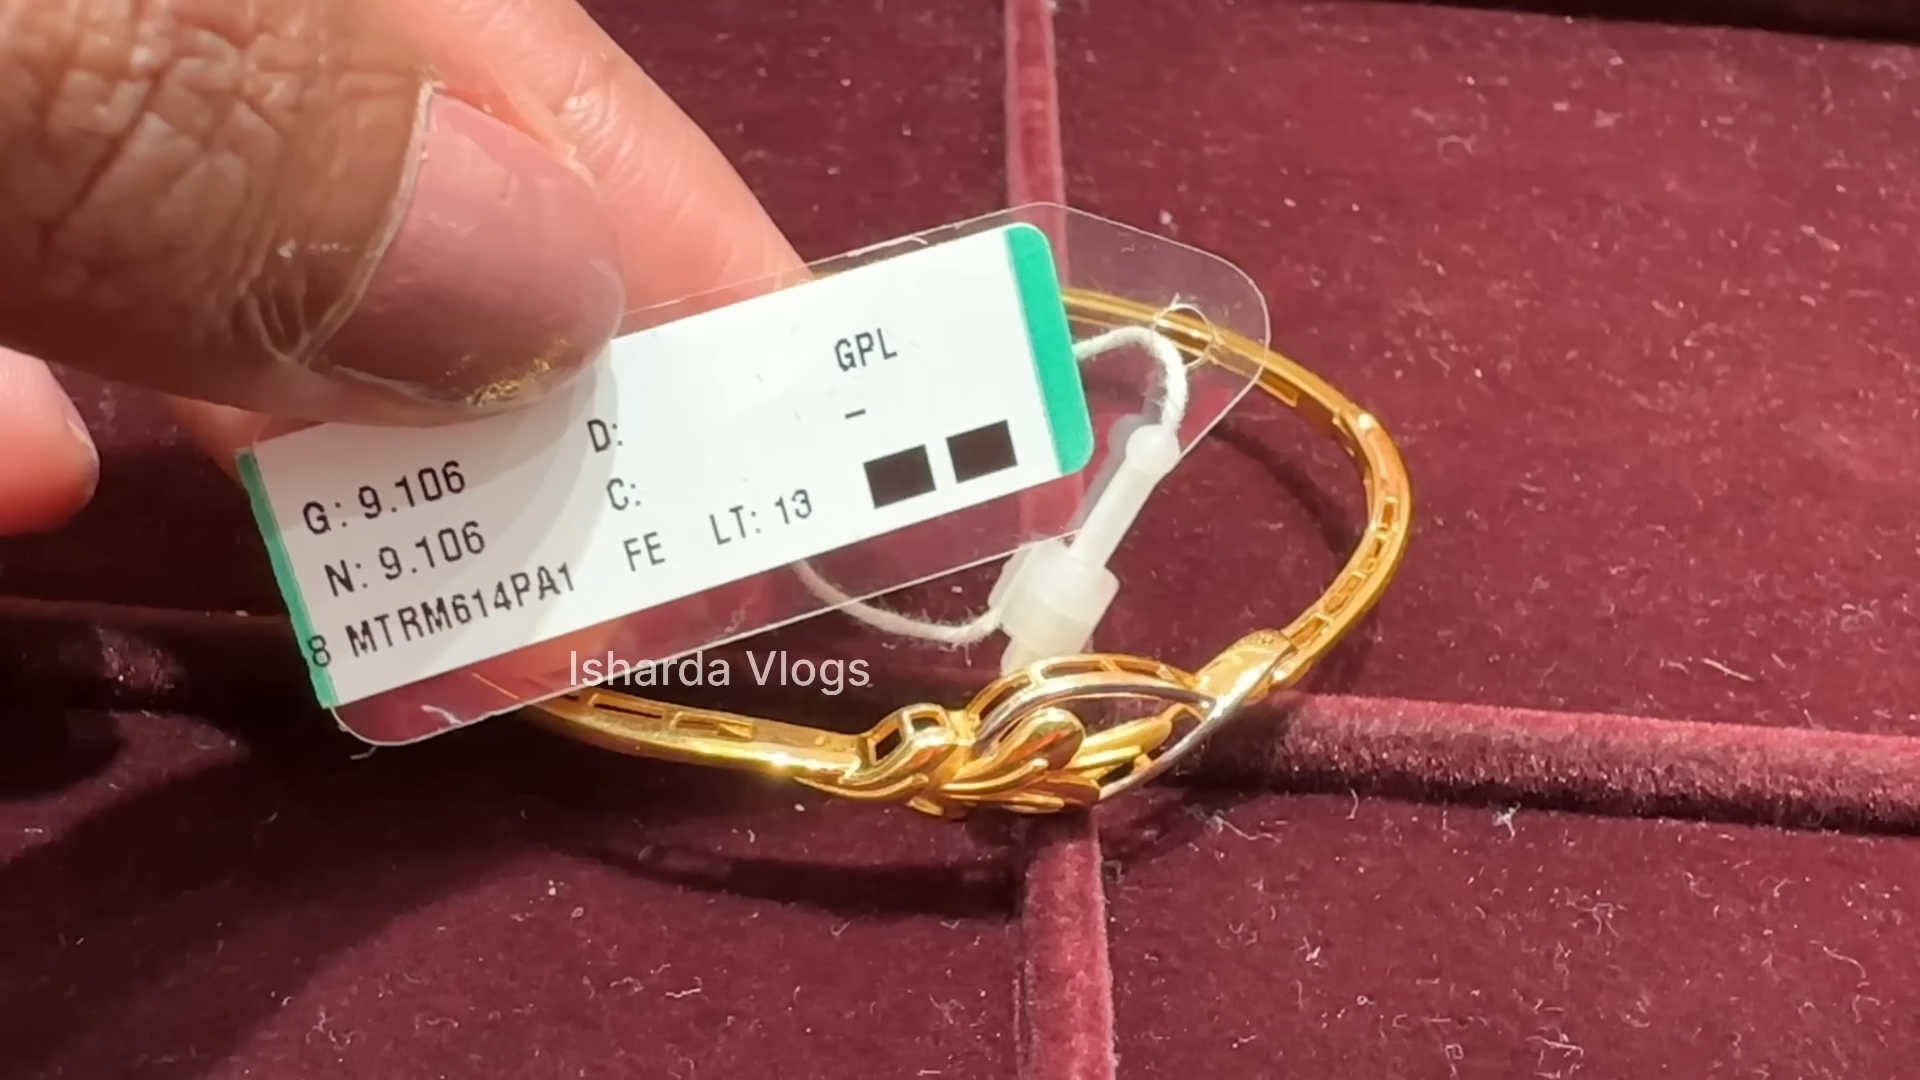 GPL
D:
–
G: 9.106
C:
N: 9.106
FE LT: 13
8 MTRM614PA1
Isharda Vlogs